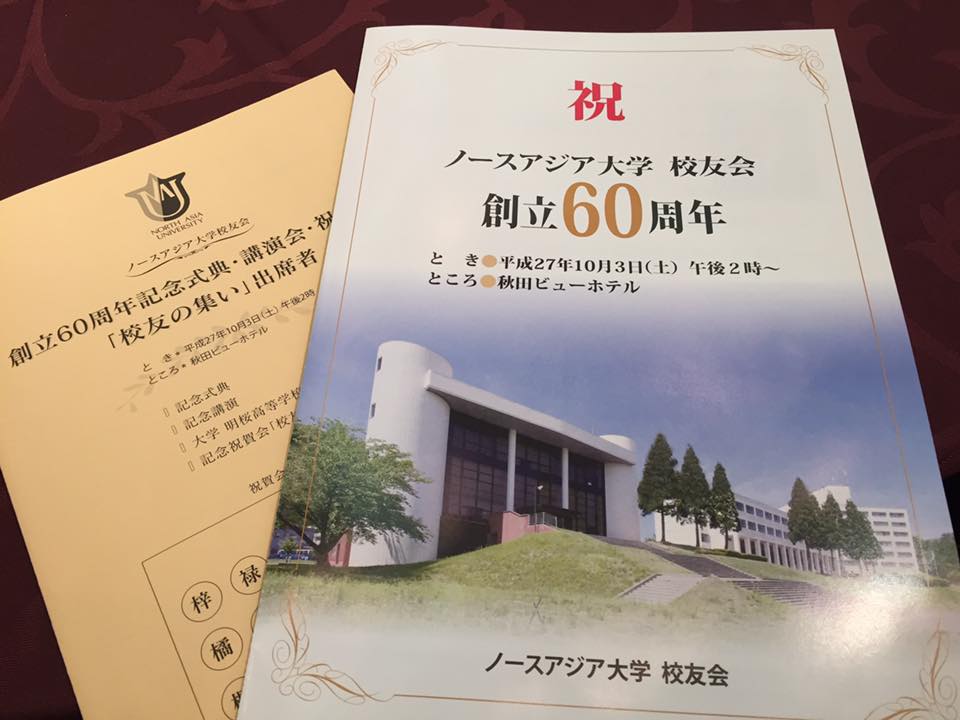 祝
ノースアジア大学 校友会
創立60周年
と き●平成27年10月3日(土) 午後2時～
ところ●秋田ビューホテル
ノースアジア大学 校友会
NORTH ASIA
UNIVERSITY
ノースアジア大学校友会
創立60周年記念式典・講演会・祝
「校友の集い」出席者
と き* 平成27年10月3日(土)午後2時
ところ* 秋田ビューホテル
記念式典
記念講演
大学 明桜高等学校
記念祝賀会「校友
祝賀会
梓
禄
橘